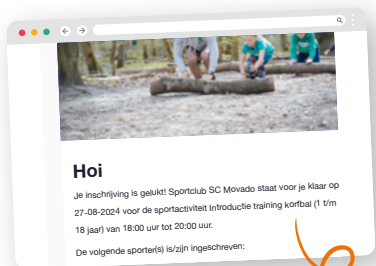 Hoi
Je inschrijving is gelukt! Sportclub SC Movado staat voor je klaar op
27-08-2024 voor de sportactiviteit Introductie training korfbal (1 t/m
18 jaar) van 18:00 uur tot 20:00 uur.
De volgende sporter(s) is/zijn ingeschreven: